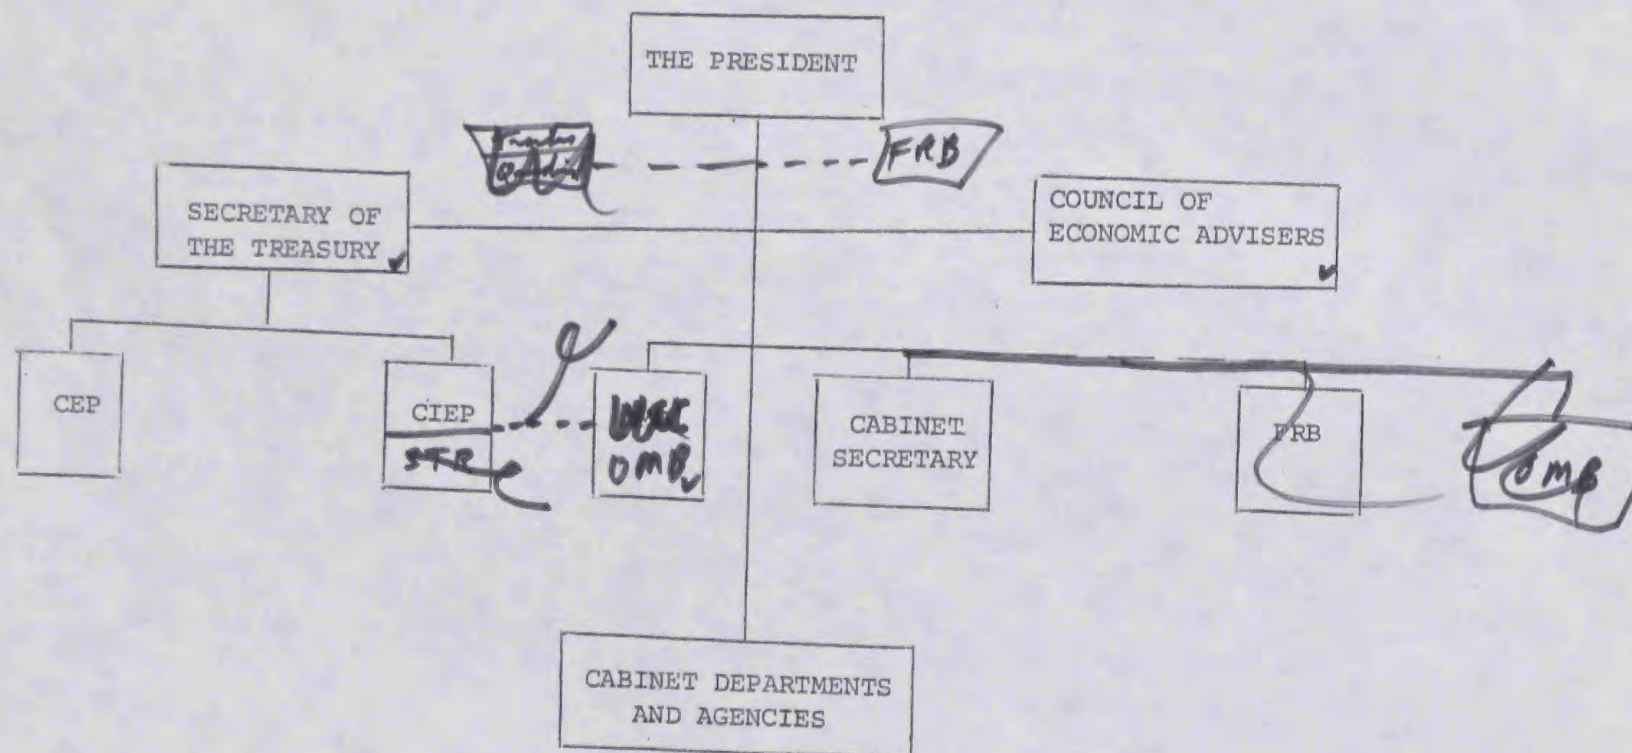 THE PRESIDENT
FRB
SECRETARY OF
THE TREASURY
COUNCIL OF
ECONOMIC ADVISERS
CEP
CIEP
STR
OMB
CABINET
SECRETARY
FRB
OMB
CABINET DEPARTMENTS
AND AGENCIES